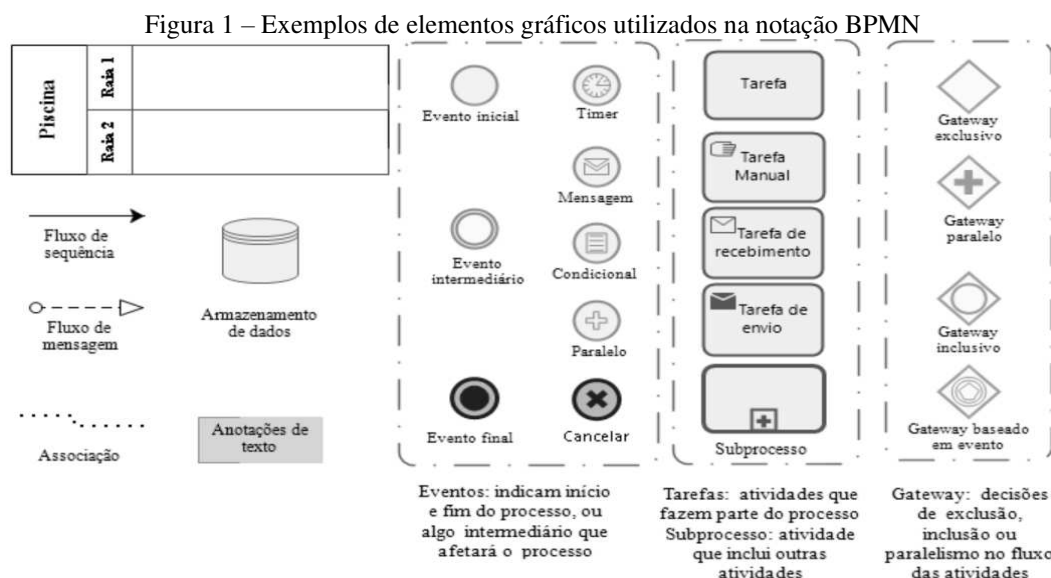 Figura 1 – Exemplos de elementos gráficos utilizados na notação BPMN
Piscina
Raia 1
Raia 2
Fluxo de
sequência
Fluxo de
mensagem
Associação
Armazenamento
de dados
Anotações de
texto
Evento inicial
Timer
Mensagem
Evento
intermediário
Condicional
Paralelo
Evento final
Cancelar
Eventos: indicam início
e fim do processo, ou
algo intermediário que
afetará o processo
Tarefa
Tarefa
Manual
Tarefa de
recebimento
Tarefa de
envio
Subprocesso
Tarefas: atividades que
fazem parte do processo
Subprocesso: atividade
que inclui outras
atividades
Gateway
exclusivo
Gateway
paralelo
Gateway
inclusivo
Gateway baseado
em evento
Gateway: decisões
de exclusão,
inclusão ou
paralelismo no fluxo
das atividades